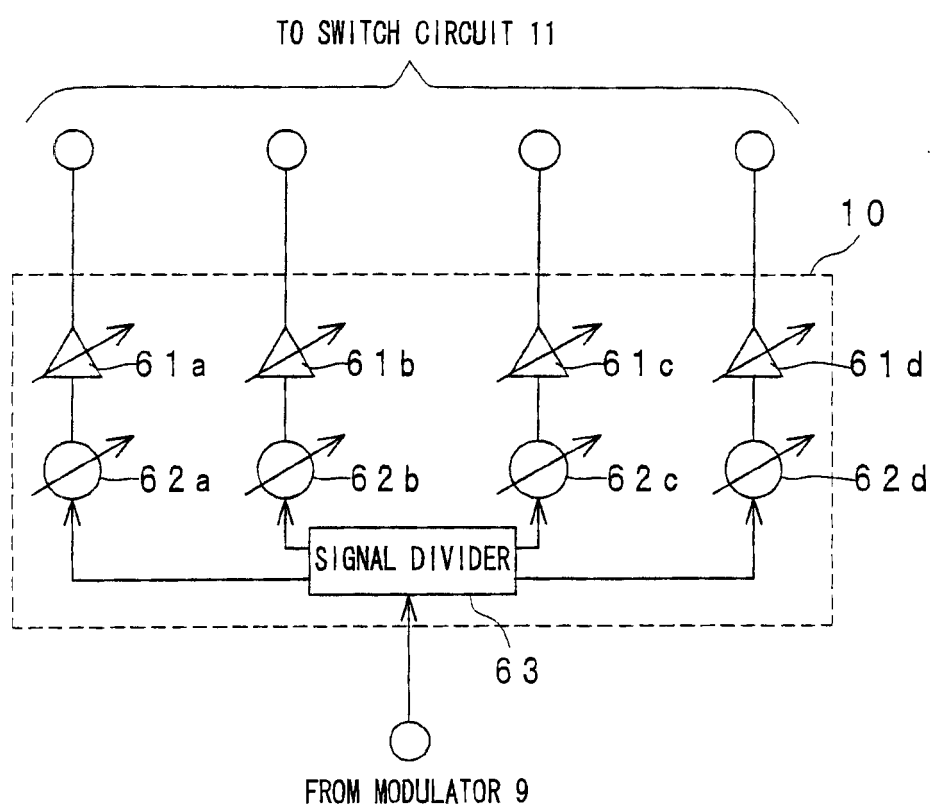 TO SWITCH CIRCUIT 11
10
61a 61b 61c 61d
62a 62b 62c 62d
SIGNAL DIVIDER
63
FROM MODULATOR 9